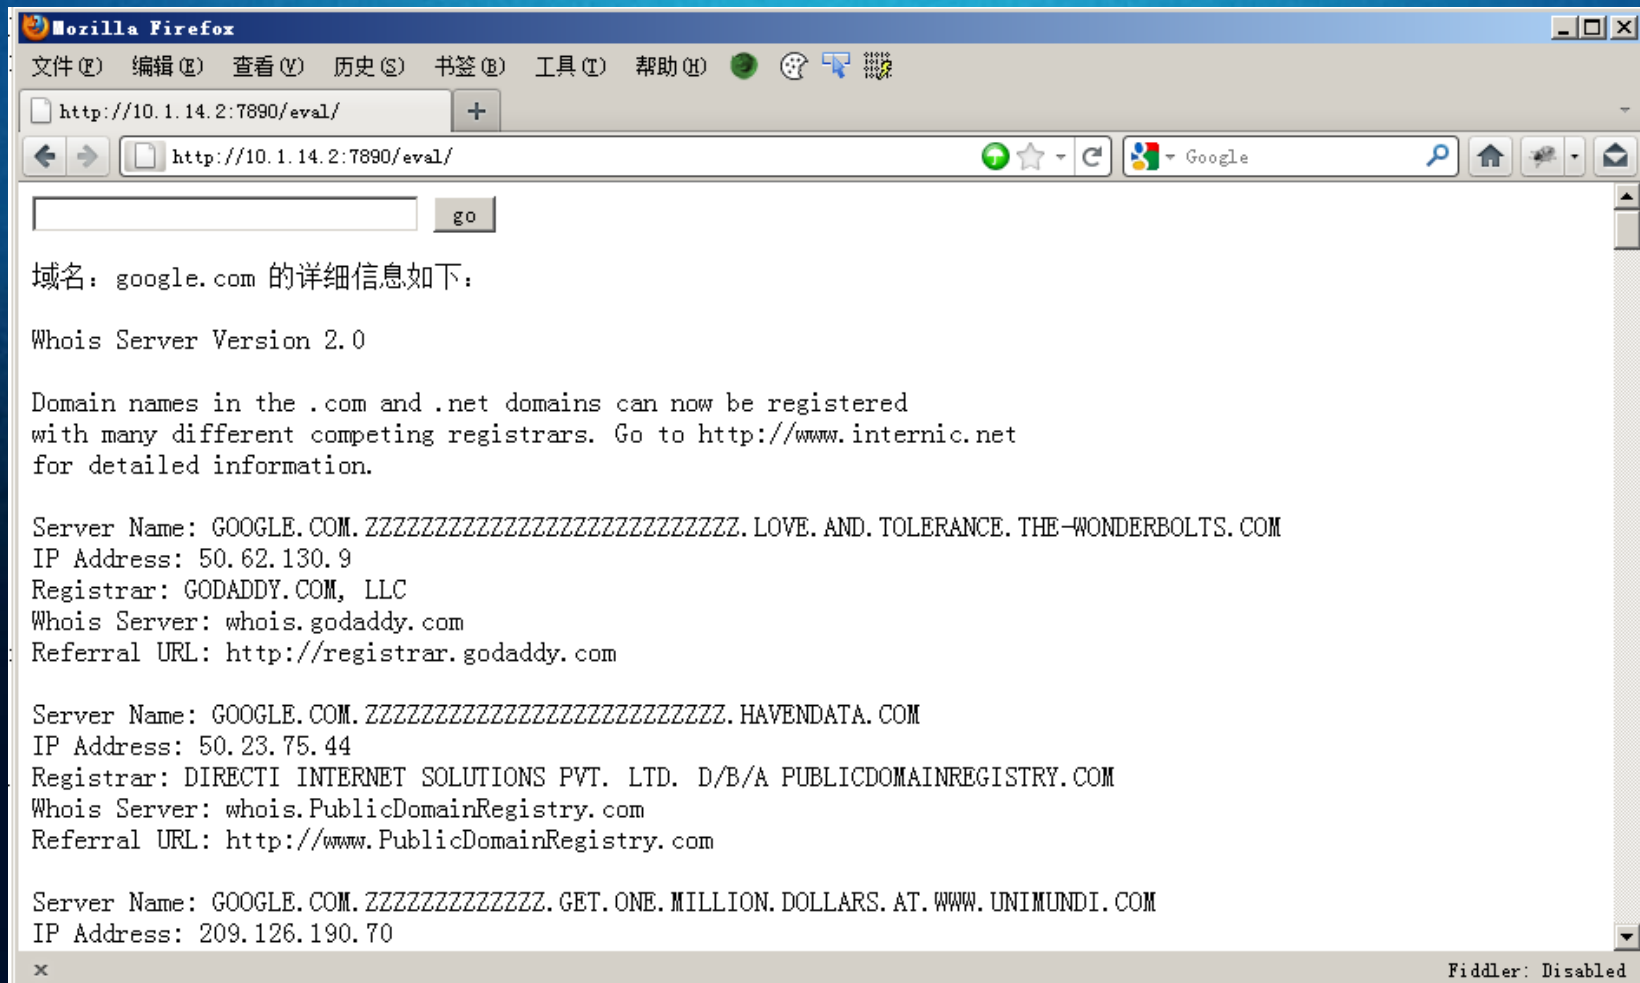 Mozilla Firefox
文件(F) 编辑(E) 查看(V) 历史(S) 书签(B) 工具(T) 帮助(H)
http://10.1.14.2:7890/eval/
http://10.1.14.2:7890/eval/ Google
go
域名：google.com 的详细信息如下：
Whois Server Version 2.0
Domain names in the .com and .net domains can now be registered
with many different competing registrars. Go to http://www.internic.net
for detailed information.
Server Name: GOOGLE.COM.ZZZZZZZZZZZZZZZZZZZZZZZZZZZ.LOVE.AND.TOLERANCE.THE-WONDERBOLTS.COM
IP Address: 50.62.130.9
Registrar: GODADDY.COM, LLC
Whois Server: whois.godaddy.com
Referral URL: http://registrar.godaddy.com
Server Name: GOOGLE.COM.ZZZZZZZZZZZZZZZZZZZZZZZZZZ.HAVENDATA.COM
IP Address: 50.23.75.44
Registrar: DIRECTI INTERNET SOLUTIONS PVT. LTD. D/B/A PUBLICDOMAINREGISTRY.COM
Whois Server: whois.PublicDomainRegistry.com
Referral URL: http://www.PublicDomainRegistry.com
Server Name: GOOGLE.COM.ZZZZZZZZZZZZZ.GET.ONE.MILLION.DOLLARS.AT.WWW.UNIMUNDI.COM
IP Address: 209.126.190.70
Fiddler: Disabled